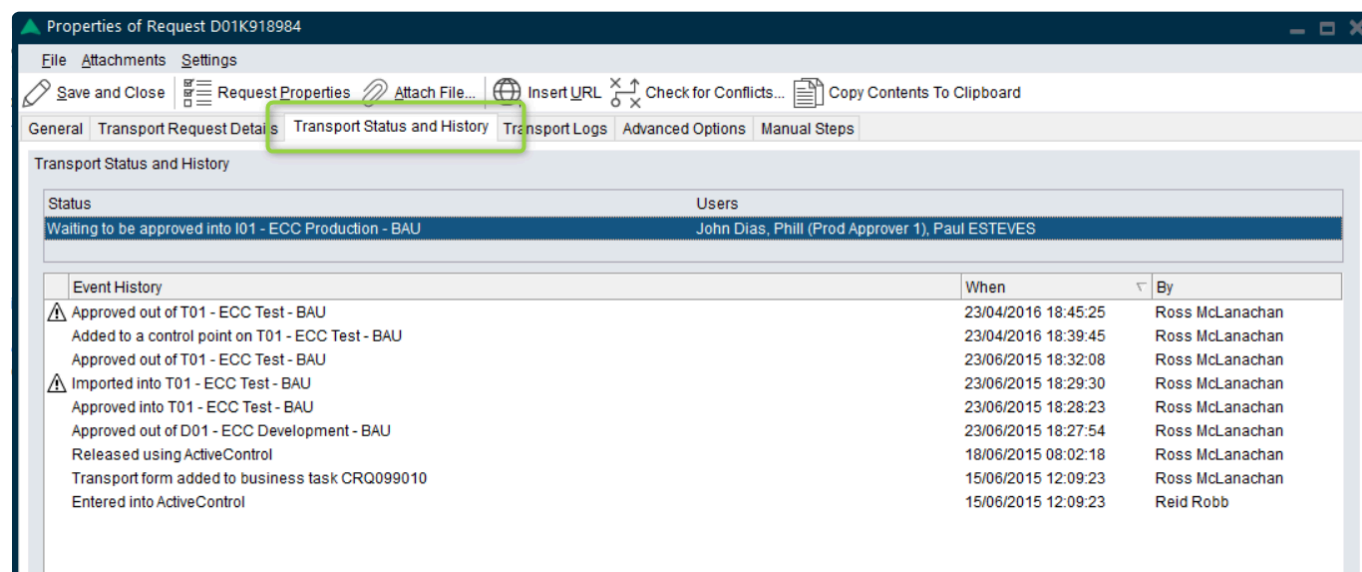 Properties of Request D01K918984
File Attachments Settings
Save and Close Request Properties Attach File... Insert URL Check for Conflicts... Copy Contents To Clipboard
General Transport Request Details Transport Status and History Transport Logs Advanced Options Manual Steps
Transport Status and History
Status Users
Waiting to be approved into I01 - ECC Production - BAU John Dias, Phill (Prod Approver 1), Paul ESTEVES
Event History When By
Approved out of T01 - ECC Test - BAU 23/04/2016 18:45:25 Ross McLanachan
Added to a control point on T01 - ECC Test - BAU 23/04/2016 18:39:45 Ross McLanachan
Approved out of T01 - ECC Test - BAU 23/06/2015 18:32:08 Ross McLanachan
Imported into T01 - ECC Test - BAU 23/06/2015 18:29:30 Ross McLanachan
Approved into T01 - ECC Test - BAU 23/06/2015 18:28:23 Ross McLanachan
Approved out of D01 - ECC Development - BAU 23/06/2015 18:27:54 Ross McLanachan
Released using ActiveControl 18/06/2015 08:02:18 Ross McLanachan
Transport form added to business task CRQ099010 15/06/2015 12:09:23 Ross McLanachan
Entered into ActiveControl 15/06/2015 12:09:23 Reid Robb